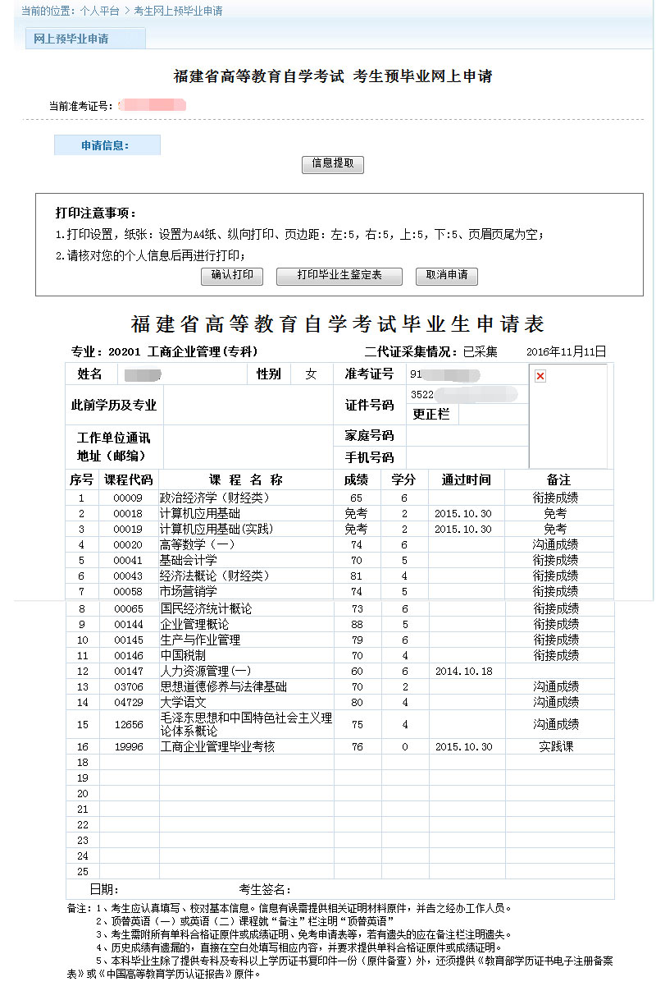 当前的位置: 个人平台 > 考生网上预毕业申请
网上预毕业申请
福建省高等教育自学考试 考生预毕业网上申请
当前准考证号:
申请信息:
信息提取
打印注意事项:
1.打印设置, 纸张: 设置为A4纸、纵向打印、页边距: 左:5, 右:5, 上:5, 下:5、页眉页尾为空;
2.请核对您的个人信息后再进行打印;
确认打印 打印毕业生鉴定表 取消申请
福建省高等教育自学考试毕业生申请表
专业: 20201 工商企业管理(专科) 二代证采集情况: 已采集 2016年11月11日
姓名 性别 女 准考证号 91
此前学历及专业 证件号码 3522
更正栏
工作单位通讯地址（邮编） 家庭号码
手机号码
序号 课程代码 课 程 名 称 成绩 学分 通过时间 备注
1 00009 政治经济学（财经类） 65 6 衔接成绩
2 00018 计算机应用基础 免考 2 2015.10.30 免考
3 00019 计算机应用基础(实践) 免考 2 2015.10.30 免考
4 00020 高等数学（一） 74 6 沟通成绩
5 00041 基础会计学 70 5 衔接成绩
6 00043 经济法概论（财经类） 81 4 衔接成绩
7 00058 市场营销学 74 5 衔接成绩
8 00065 国民经济统计概论 73 6 衔接成绩
9 00144 企业管理概论 88 5 衔接成绩
10 00145 生产与作业管理 79 6 衔接成绩
11 00146 中国税制 70 4 衔接成绩
12 00147 人力资源管理(一) 60 6 2014.10.18
13 03706 思想道德修养与法律基础 70 2 沟通成绩
14 04729 大学语文 80 4 沟通成绩
15 12656 毛泽东思想和中国特色社会主义理论体系概论 75 4 沟通成绩
16 19996 工商企业管理毕业考核 76 0 2015.10.30 实践课
18
19
20
21
22
23
24
25
日期: 考生签名:
备注: 1、考生应认真填写、校对基本信息。信息有误需提供相关证明材料原件，并告之经办工作人员。
2、顶替英语（一）或英语（二）课程就“备注”栏注明“顶替英语”
3、考生需附所有单科合格证原件或成绩证明、免考申请表等，若有遗失的应在备注栏注明遗失。
4、历史成绩有遗漏的，直接在空白处填写相应内容，并要求提供单科合格证原件或成绩证明。
5、本科毕业生除了提供专科及专科以上学历证书复印件一份（原件备查）外，还须提供《教育部学历证书电子注册备案
表》或《中国高等教育学历认证报告》原件。